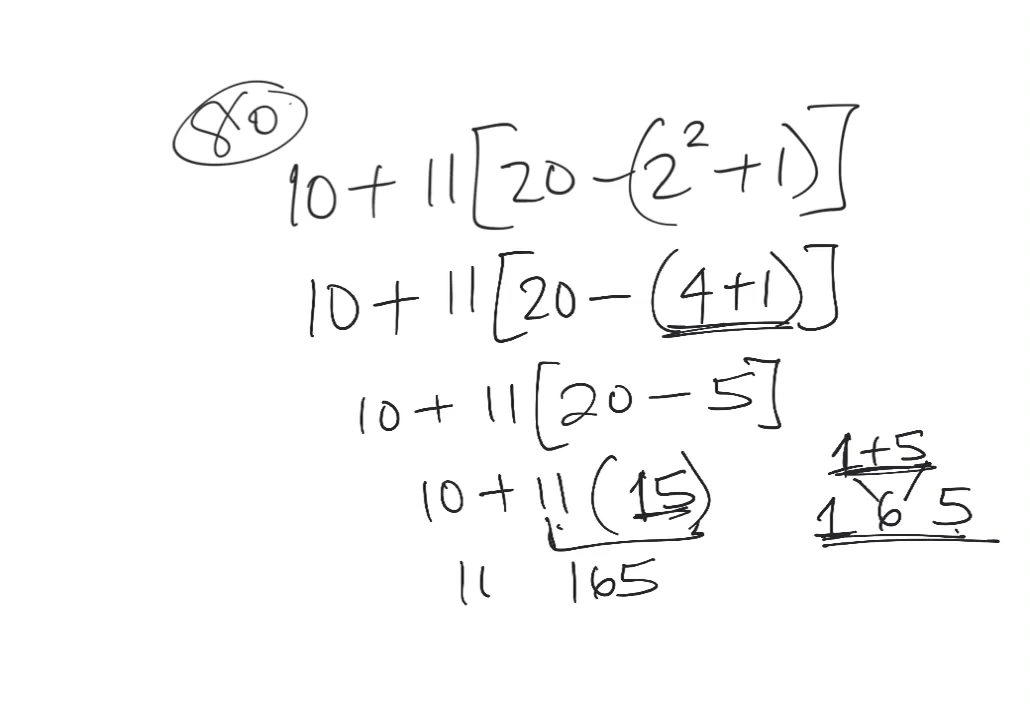 80
10 + 11[20 - (2² + 1)]
10 + 11[20 - (4+1)]
10 + 11[20 - 5]
10 + 11(15)
11 165
1+5
1 6 5